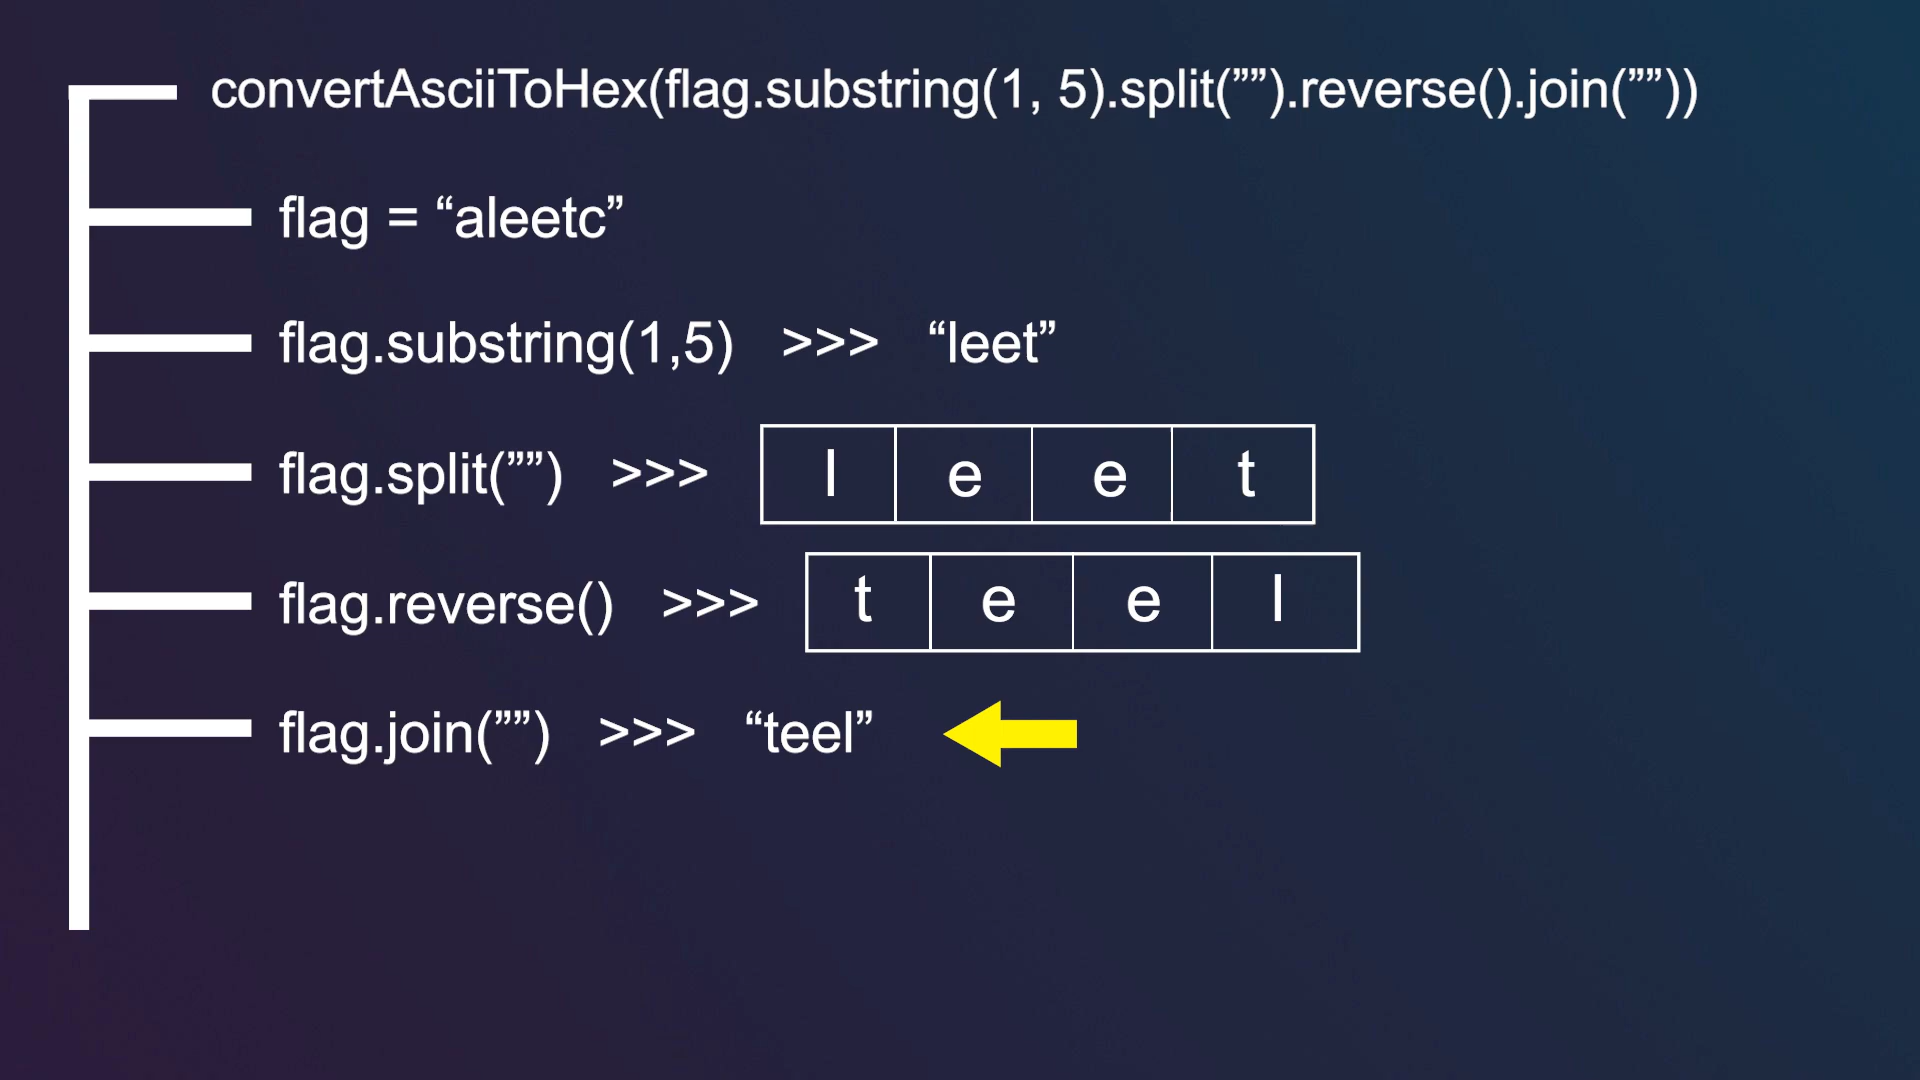 convertAsciiToHex(flag.substring(1, 5).split(””).reverse().join(””))
flag = “aleetc”
flag.substring(1,5) >>> “leet”
flag.split(””) >>> l e e t
flag.reverse() >>> t e e l
flag.join(””) >>> “teel”